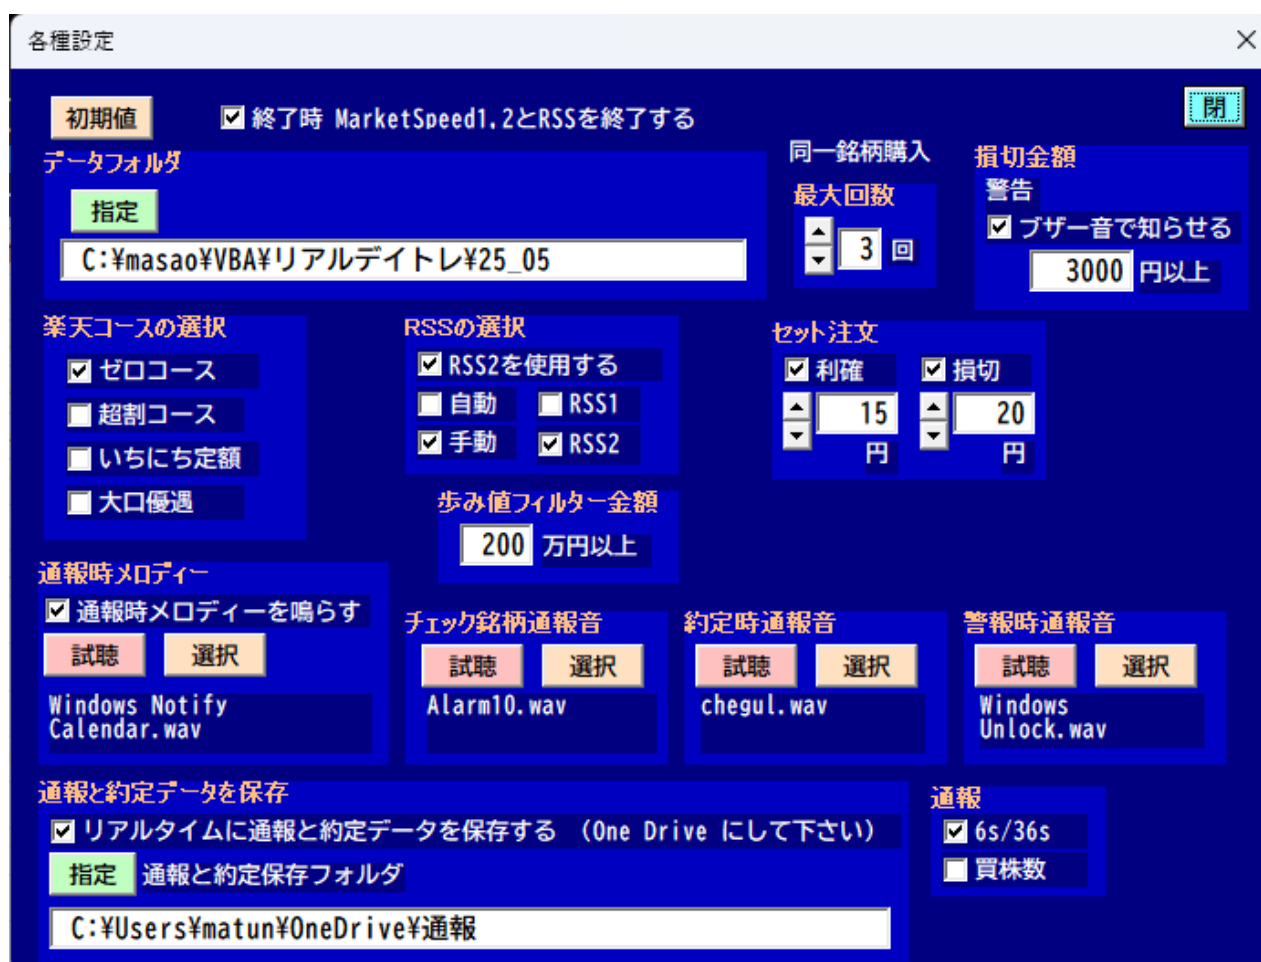 各種設定
初期値
終了時 MarketSpeed1.2とRSSを終了する
閉
データフォルダ
指定
C:¥masao¥VBA¥リアルデイトレ¥25_05
同一銘柄購入
最大回数
3 回
損切金額
警告
ブザー音で知らせる
3000 円以上
楽天コースの選択
ゼロコース
超割コース
いちにち定額
大口優遇
RSSの選択
RSS2を使用する
自動 RSS1
手動 RSS2
セット注文
利確 損切
15 20
円 円
歩み値フィルター金額
200 万円以上
通報時メロディー
通報時メロディーを鳴らす
試聴 選択
Windows Notify
Calendar.wav
チェック銘柄通報音
試聴 選択
Alarm10.wav
約定時通報音
試聴 選択
chegul.wav
警報時通報音
試聴 選択
Windows
Unlock.wav
通報と約定データを保存
リアルタイムに通報と約定データを保存する (One Drive にして下さい)
指定 通報と約定保存フォルダ
C:¥Users¥matun¥OneDrive¥通報
通報
6s/36s
買株数